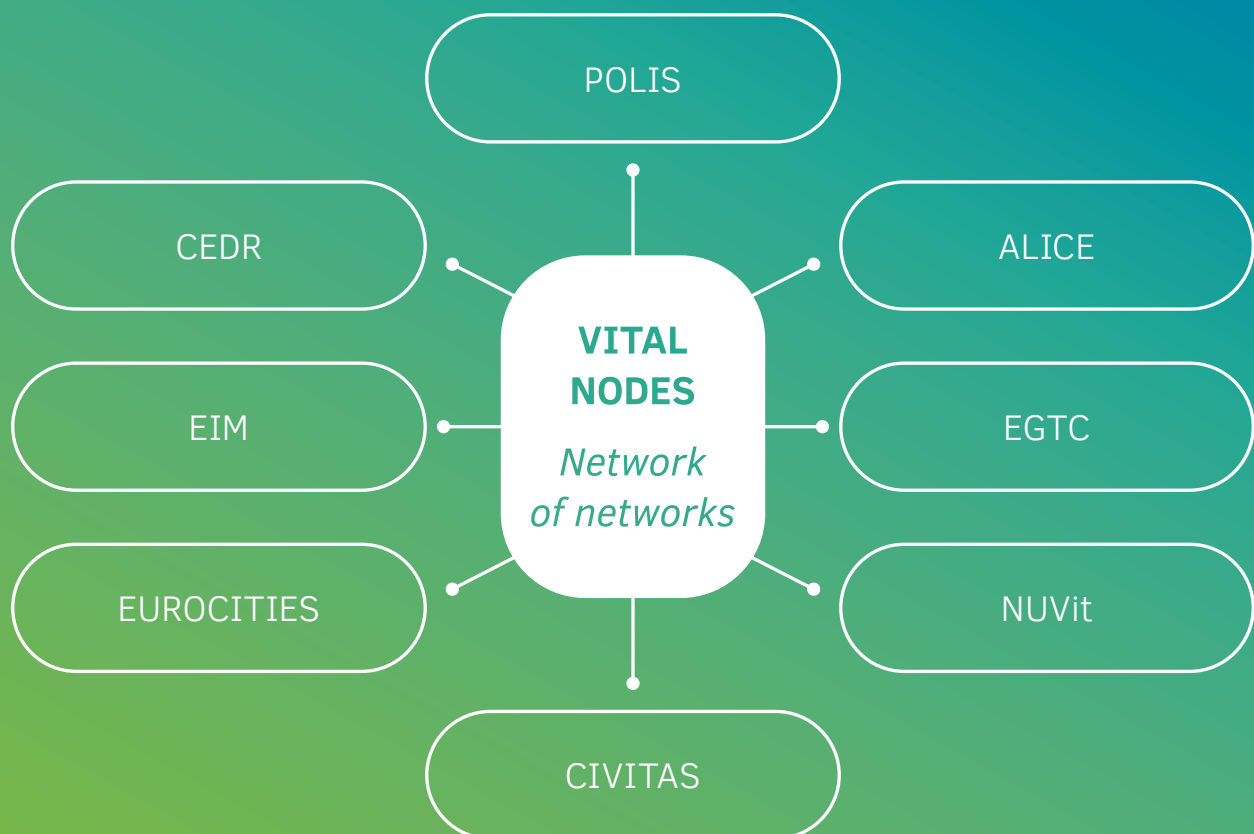 POLIS
CEDR
ALICE
VITAL
NODES
Network
of networks
EIM
EGTC
EUROCITIES
NUVit
CIVITAS